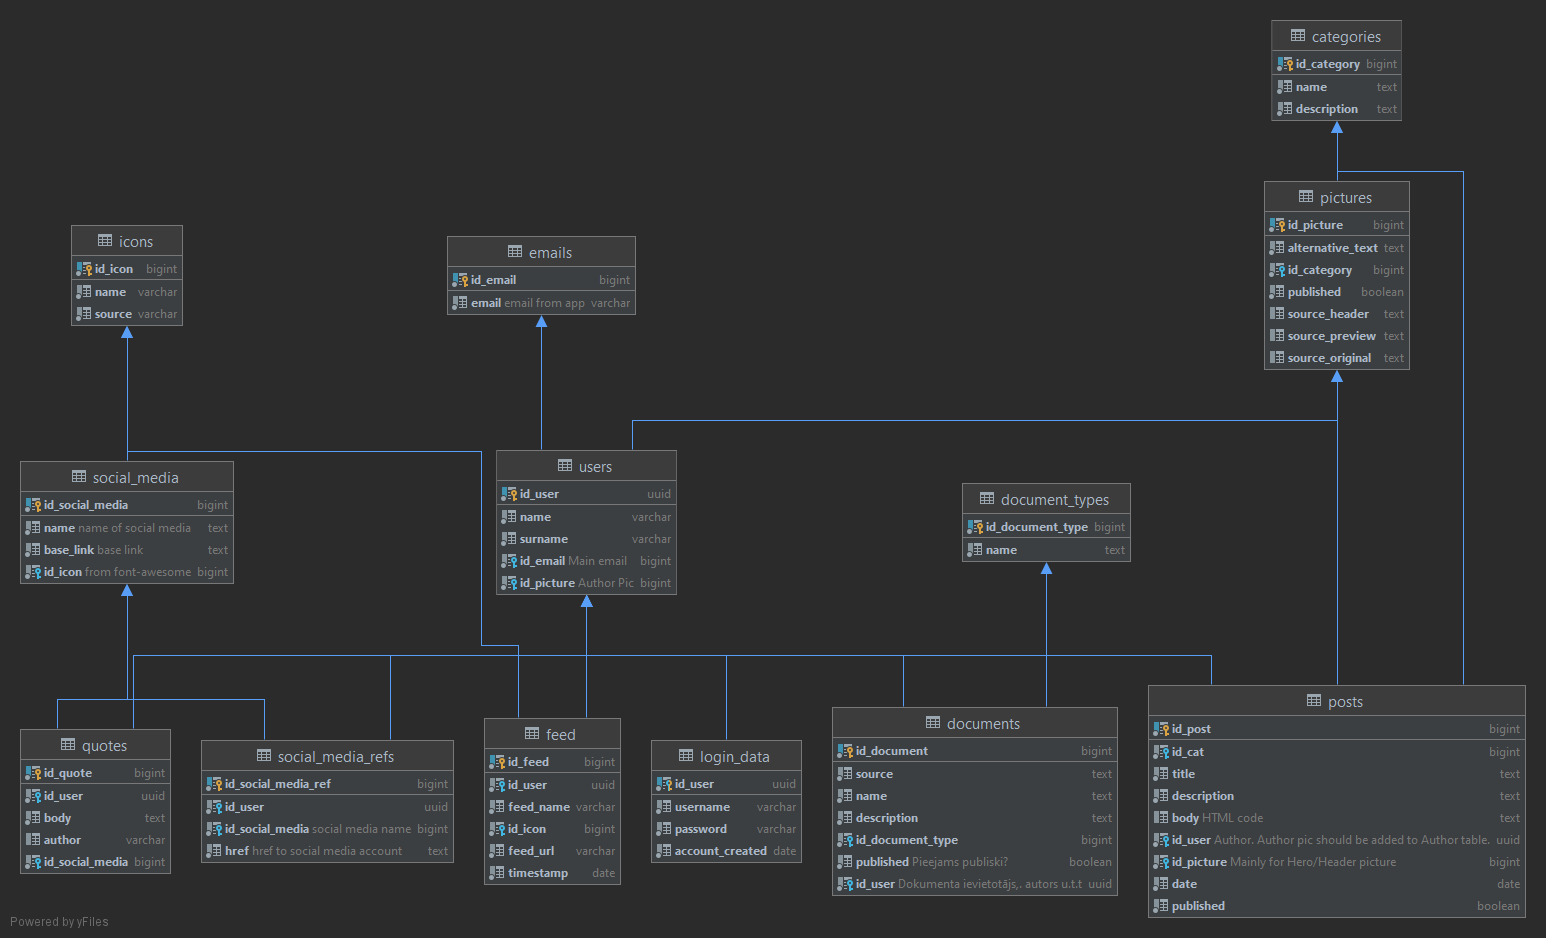 categories
id_category bigint
name text
description text
pictures
id_picture bigint
alternative_text text
id_category bigint
published boolean
source_header text
source_preview text
source_original text
icons
id_icon bigint
name varchar
source varchar
emails
id_email bigint
email email from app varchar
social_media
id_social_media bigint
name name of social media text
base_link base link text
id_icon from font-awesome bigint
users
id_user uuid
name varchar
surname varchar
id_email Main email bigint
id_picture Author Pic bigint
document_types
id_document_type bigint
name text
quotes
id_quote bigint
id_user uuid
body text
author varchar
id_social_media bigint
social_media_refs
id_social_media_ref bigint
id_user uuid
id_social_media social media name bigint
href href to social media account text
feed
id_feed bigint
id_user uuid
feed_name varchar
id_icon bigint
feed_url varchar
timestamp date
login_data
id_user uuid
username varchar
password varchar
account_created date
documents
id_document bigint
source text
name text
description text
id_document_type bigint
published Pieejams publiski? boolean
id_user Dokumenta ievietotājs,. autors u.t.t uuid
posts
id_post bigint
id_cat bigint
title text
description text
body HTML code text
id_user Author. Author pic should be added to Author table. uuid
id_picture Mainly for Hero/Header picture bigint
date date
published boolean
Powered by yFiles